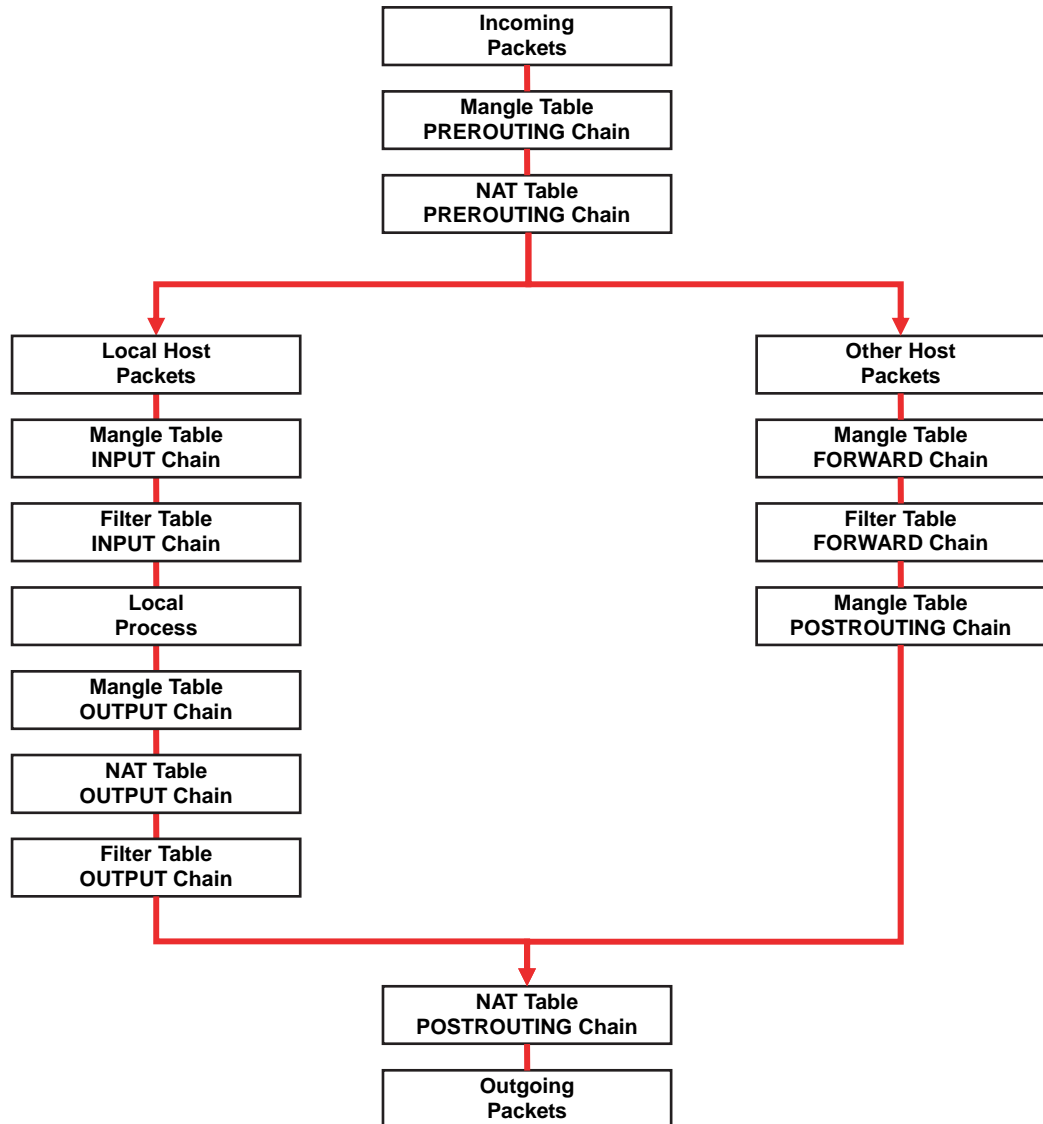 Incoming
Packets
Mangle Table
PREROUTING Chain
NAT Table
PREROUTING Chain
Local Host
Packets
Mangle Table
INPUT Chain
Filter Table
INPUT Chain
Local
Process
Mangle Table
OUTPUT Chain
NAT Table
OUTPUT Chain
Filter Table
OUTPUT Chain
Other Host
Packets
Mangle Table
FORWARD Chain
Filter Table
FORWARD Chain
Mangle Table
POSTROUTING Chain
NAT Table
POSTROUTING Chain
Outgoing
Packets